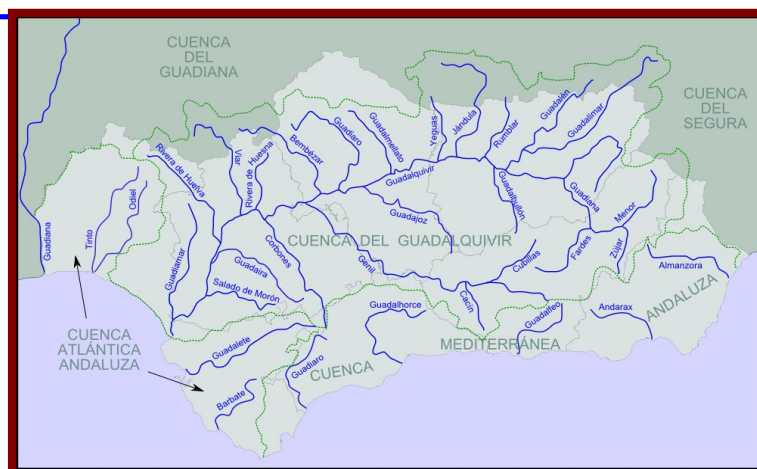 CUENCA
DEL
GUADIANA
CUENCA
DEL
SEGURA
Guadiana
Tinto
Odiel
Rivera de Huelva
Viar
Rivera de Huesna
Bembézar
Guadiaro
Guadalmellato
Yeguas
Jándula
Rumblar
Guadalén
Guadalimar
Guadalquivir
Guadalbullón
Guadiana
Menor
Guadajoz
CUENCA DEL GUADALQUIVIR
Guadiamar
Corbones
Guadaira
Salado de Morón
Genil
Cubillas
Fardes
Zújar
Almanzora
Cacín
Guadalhorce
Guadalfeo
Andarax
CUENCA
ATLÁNTICA
ANDALUZA
Guadalete
Barbate
Guadiaro
CUENCA
MEDITERRÁNEA
ANDALUZA